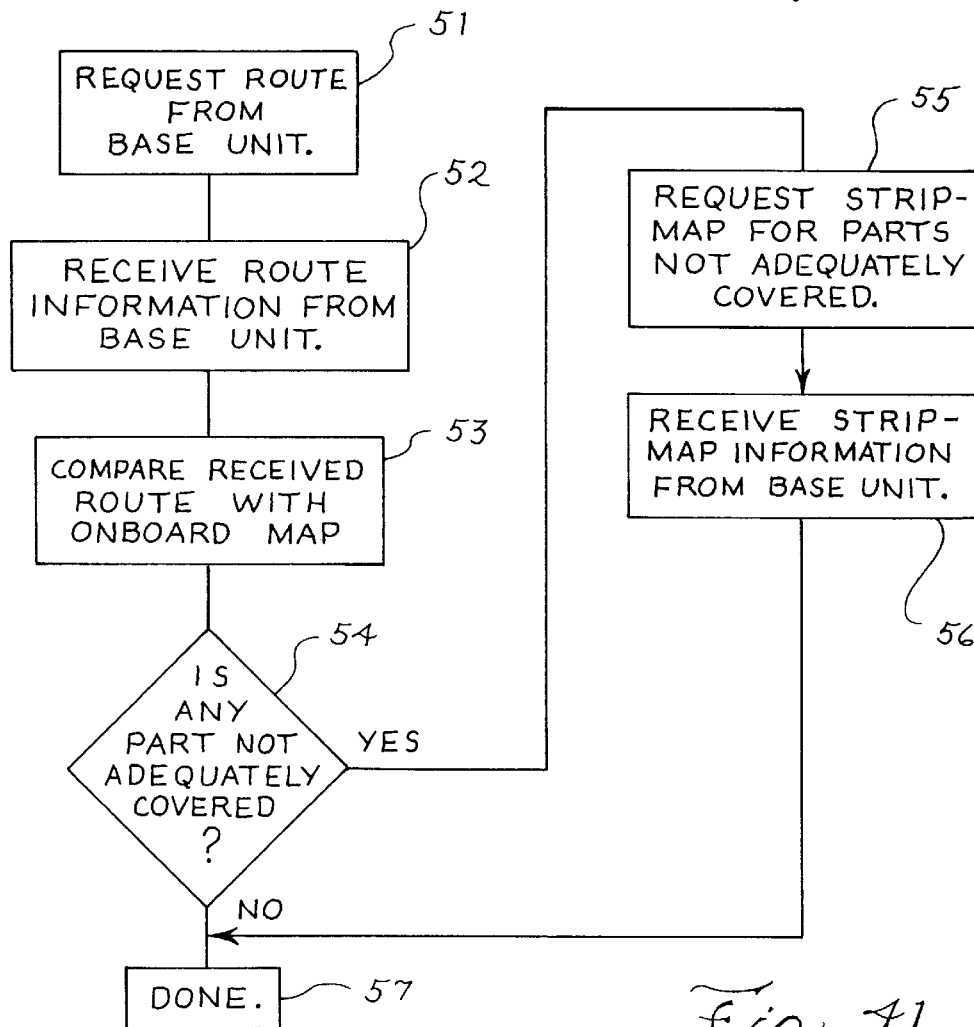 51
REQUEST ROUTE
FROM
BASE UNIT.
52
RECEIVE ROUTE
INFORMATION FROM
BASE UNIT.
53
COMPARE RECEIVED
ROUTE WITH
ONBOARD MAP
54
IS
ANY
PART NOT
ADEQUATELY
COVERED
?
YES
NO
55
REQUEST STRIP-
MAP FOR PARTS
NOT ADEQUATELY
COVERED.
RECEIVE STRIP-
MAP INFORMATION
FROM BASE UNIT.
56
DONE.
57
Fig. 41